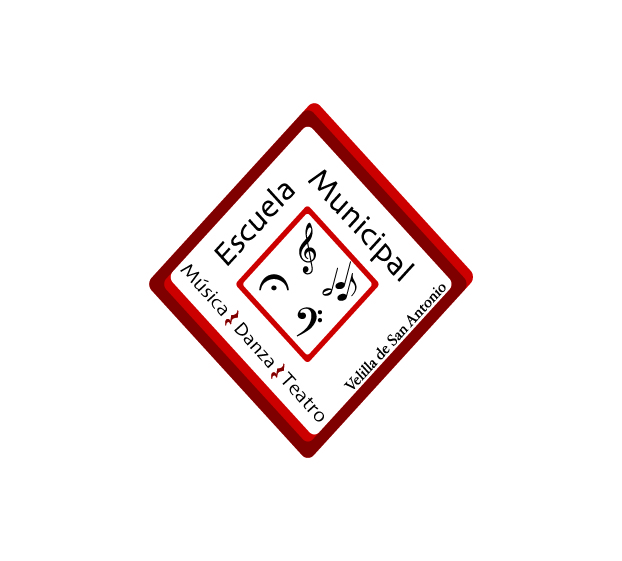 Escuela
Municipal
Música Danza Teatro
Velilla de San Antonio